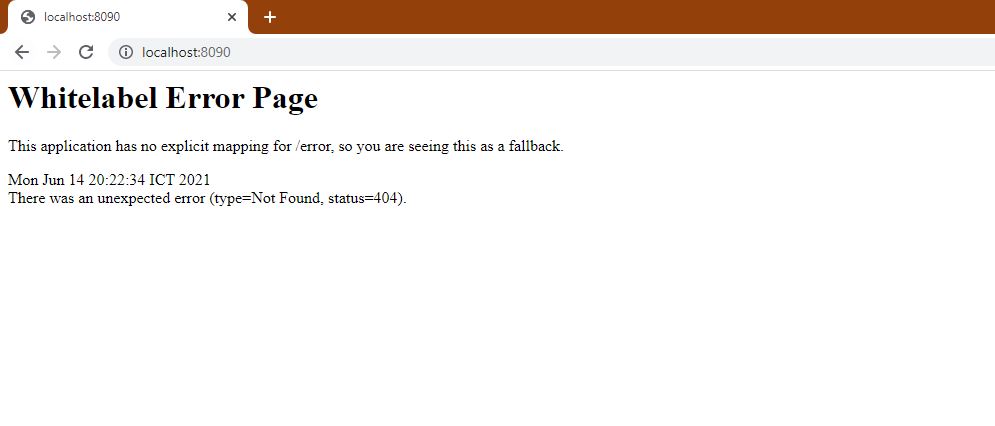 localhost:8090
localhost:8090
Whitelabel Error Page
This application has no explicit mapping for /error, so you are seeing this as a fallback.
Mon Jun 14 20:22:34 ICT 2021
There was an unexpected error (type=Not Found, status=404).